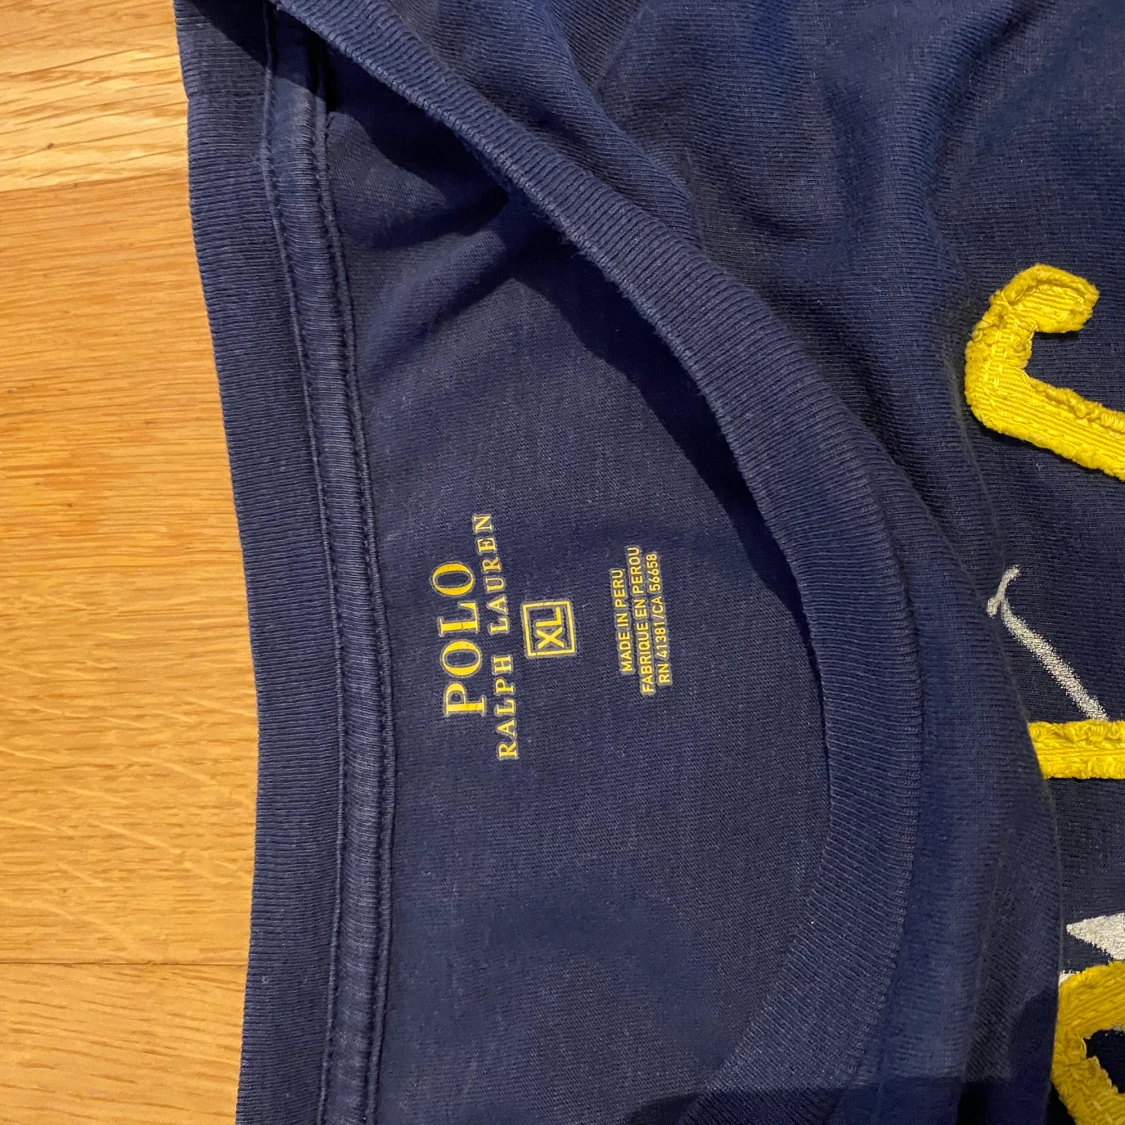 POLO
RALPH LAUREN
XL
MADE IN PERU
FABRIQUE EN PEROU
RN 41381/CA 56658